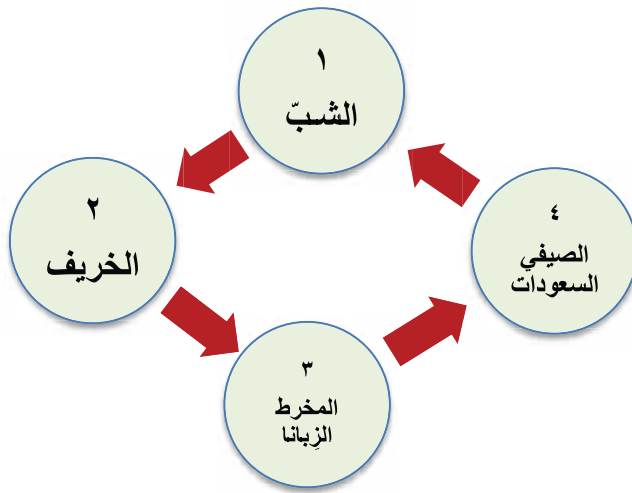 ١
الشبّ
٢
الخريف
٣
المخرط
الزِبانا
٤
الصيفي
السعودات